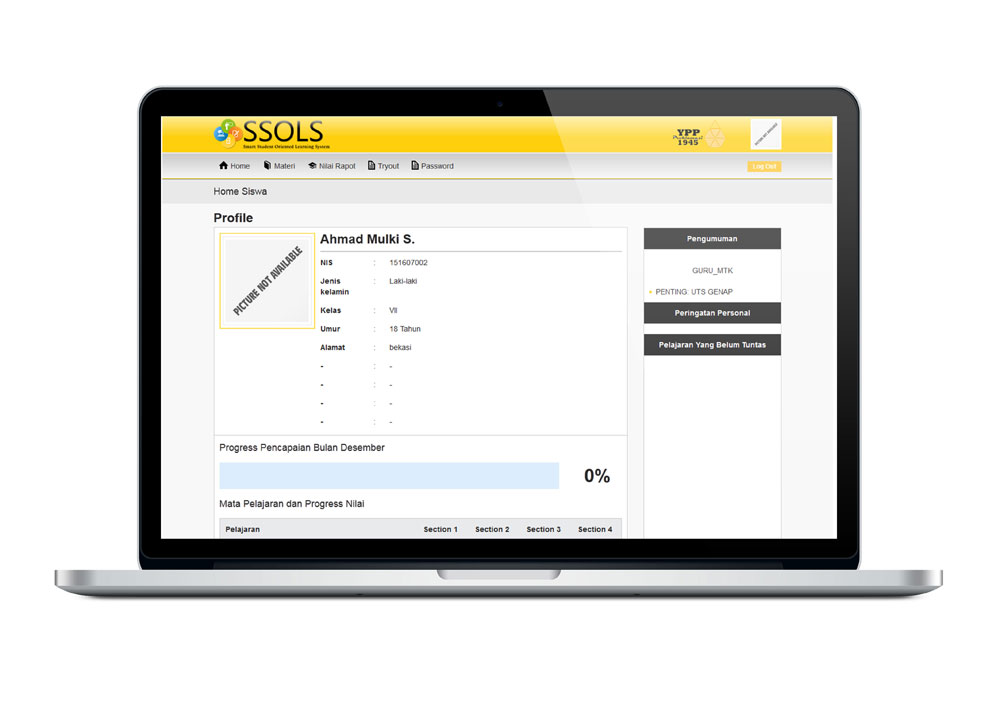 SSOLS
Smart Student Oriented Learning System
YPP
1945
Home Materi Nilai Rapot Tryout Password
Log Out
Home Siswa
Profile
PICTURE NOT AVAILABLE
Ahmad Mulki S.
NIS : 151607002
Jenis kelamin : Laki-laki
Kelas : VII
Umur : 18 Tahun
Alamat : bekasi
- : -
- : -
- : -
- : -
Progress Pencapaian Bulan Desember
0%
Mata Pelajaran dan Progress Nilai
Pelajaran Section 1 Section 2 Section 3 Section 4
Pengumuman
GURU_MTK
PENTING: UTS GENAP
Peringatan Personal
Pelajaran Yang Belum Tuntas